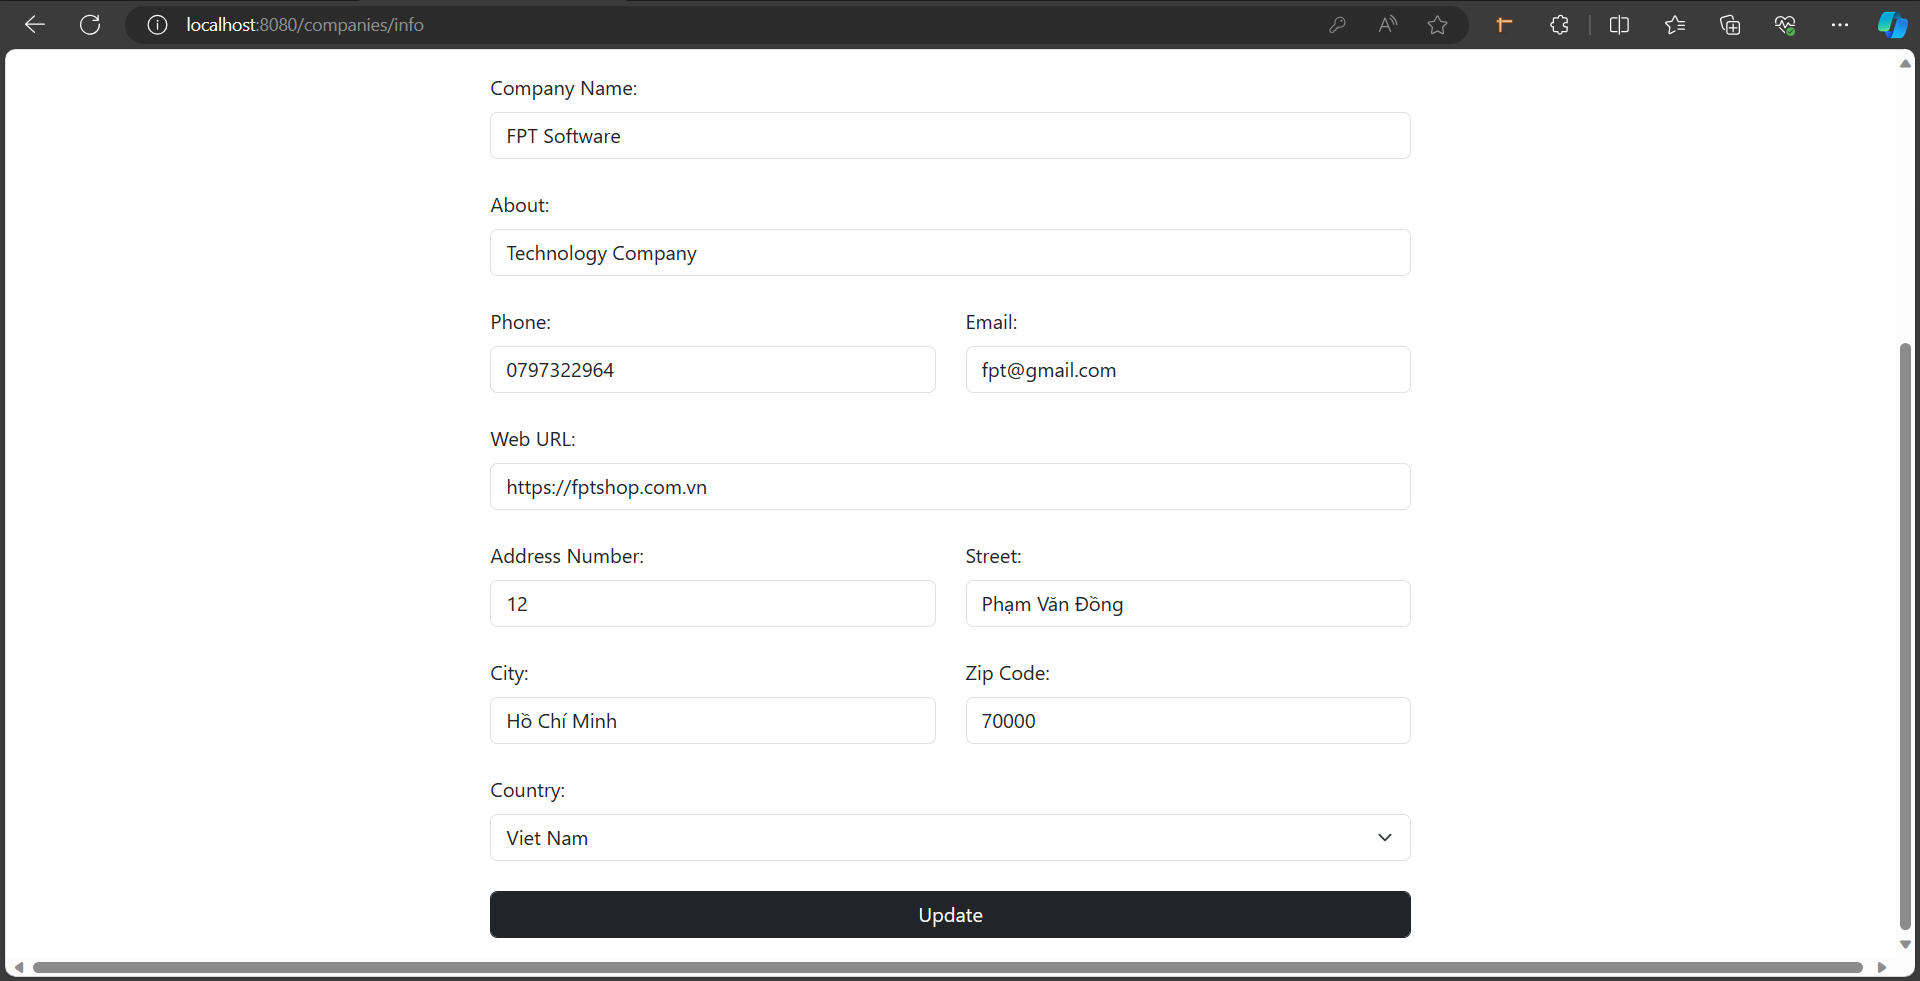 localhost:8080/companies/info
Company Name:
FPT Software
About:
Technology Company
Phone:
Email:
0797322964
fpt@gmail.com
Web URL:
https://fptshop.com.vn
Address Number:
Street:
12
Phạm Văn Đồng
City:
Zip Code:
Hồ Chí Minh
70000
Country:
Viet Nam
Update